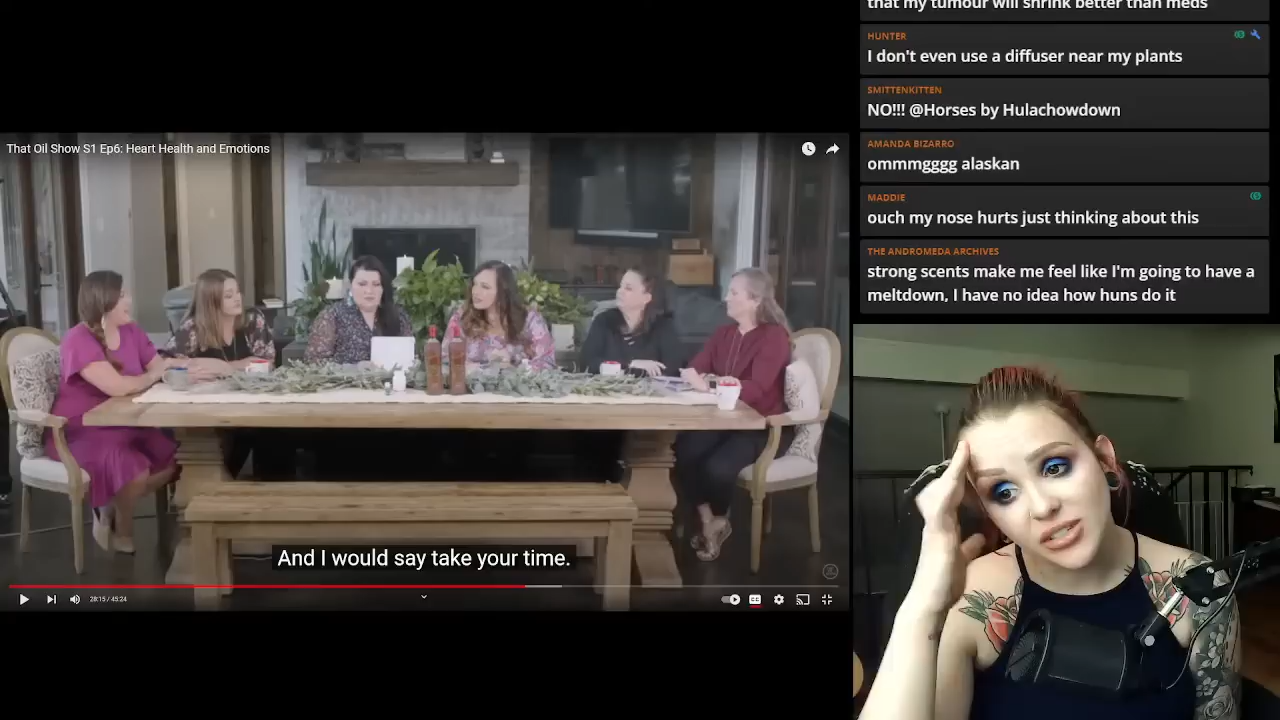 That Oil Show S1 Ep6: Heart Health and Emotions
And I would say take your time.
28:15 / 45:24
that my tumour will shrink better than meds
HUNTER
I don't even use a diffuser near my plants
SMITTENKITTEN
NO!!! @Horses by Hulachowdown
AMANDA BIZARRO
ommmgggg alaskan
MADDIE
ouch my nose hurts just thinking about this
THE ANDROMEDA ARCHIVES
strong scents make me feel like I'm going to have a
meltdown, I have no idea how huns do it